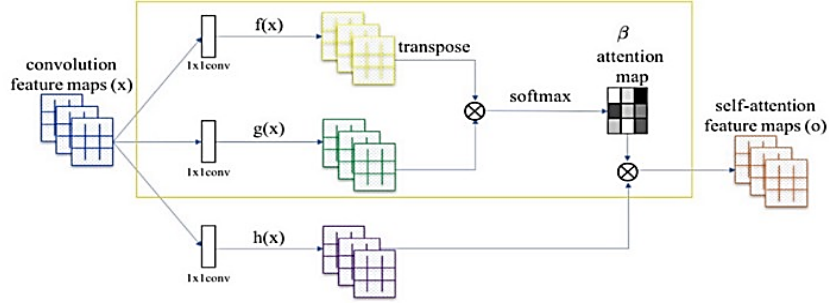 convolution
feature maps (x)
1x1conv
f(x)
transpose
1x1conv
g(x)
softmax
β
attention
map
self-attention
feature maps (o)
1x1conv
h(x)